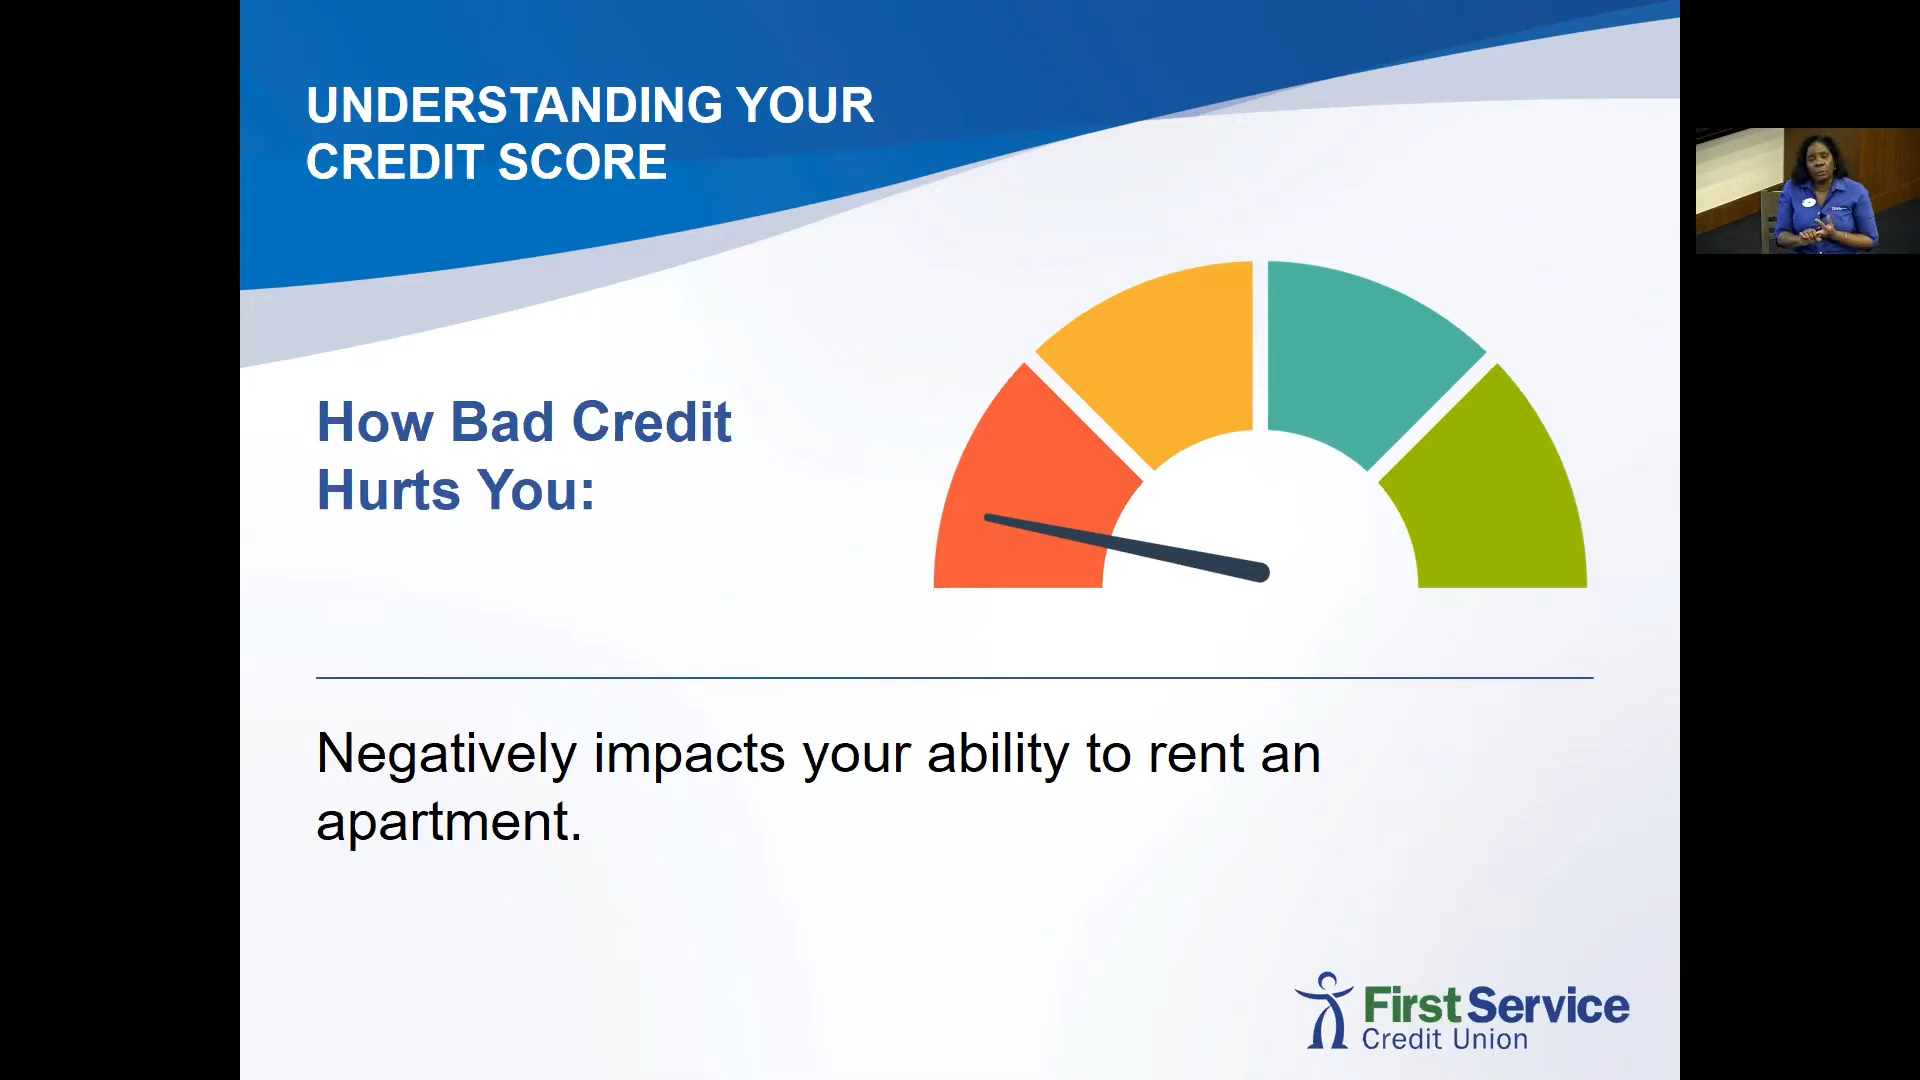 UNDERSTANDING YOUR
CREDIT SCORE
How Bad Credit
Hurts You:
Negatively impacts your ability to rent an
apartment.
First Service
Credit Union